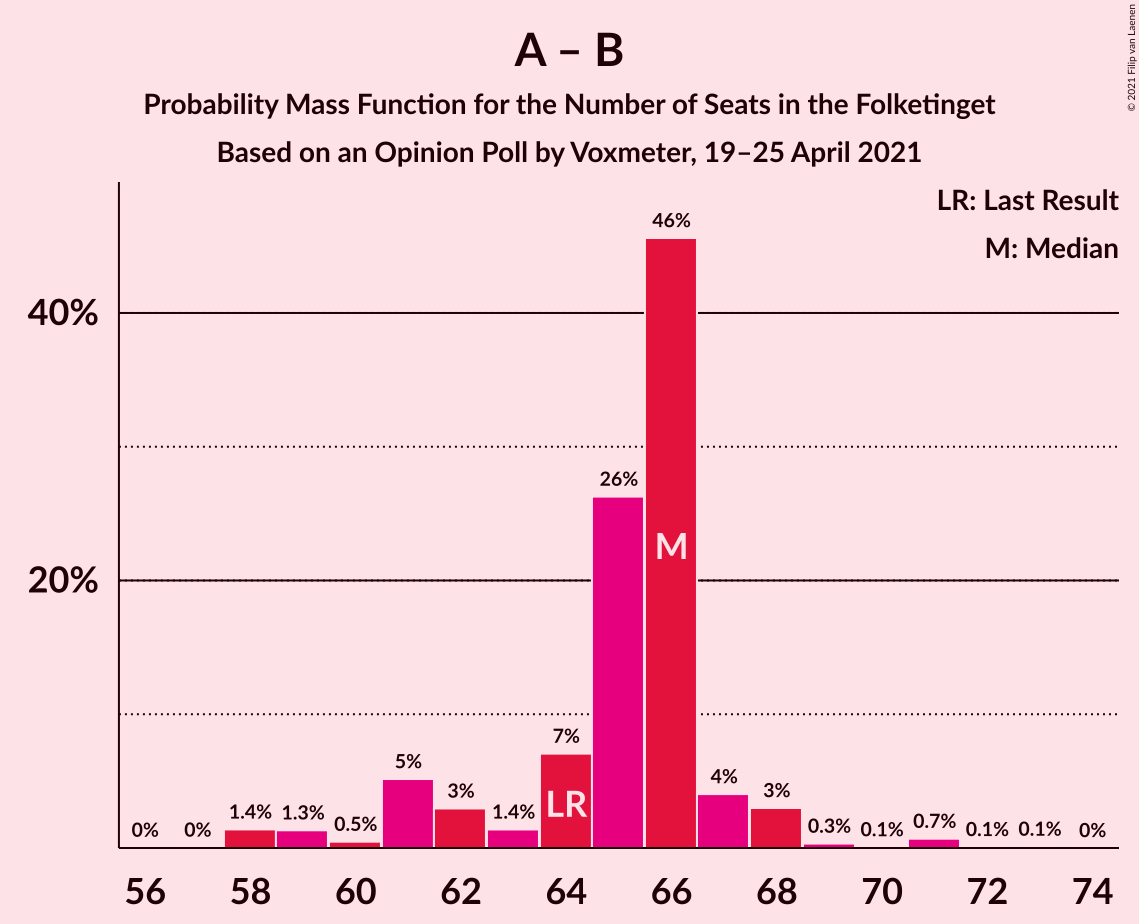 A – B
Probability Mass Function for the Number of Seats in the Folketinget
Based on an Opinion Poll by Voxmeter, 19–25 April 2021
© 2021 Filip van Laenen
LR: Last Result
M: Median
46%
40%
26%
M
20%
7%
5%
4%
3%
3%
LR
1.4%
1.3%
0.5%
1.4%
0%
0%
0.3%
0.1%
0.7%
0.1%
0.1%
0%
56 58 60 62 64 66 68 70 72 74